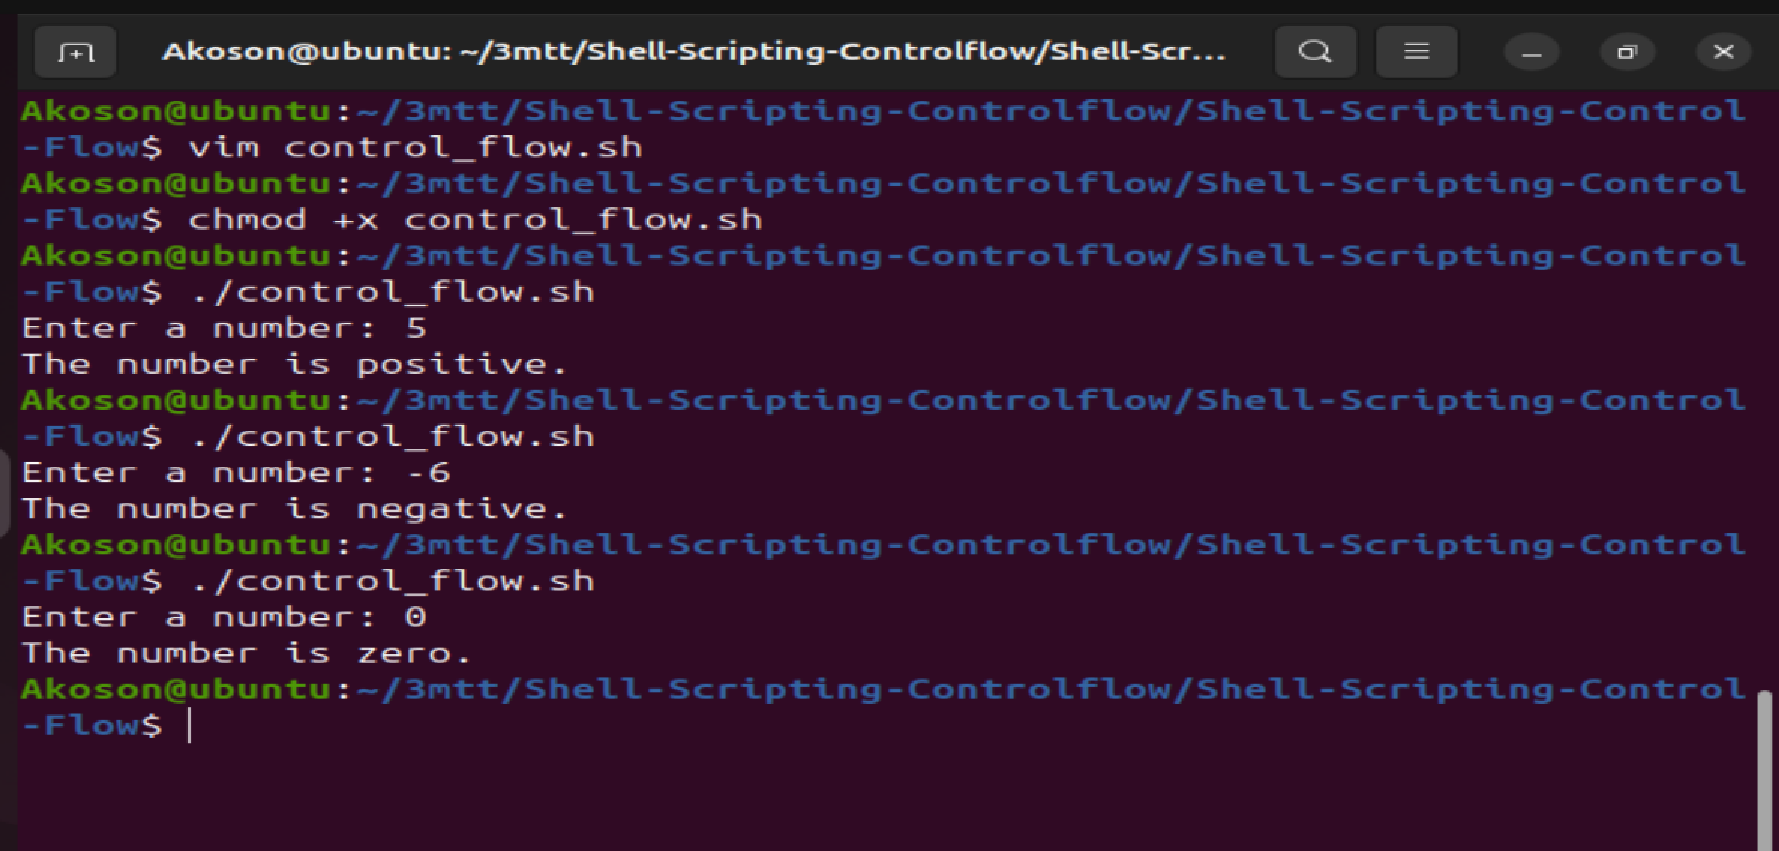 Akoson@ubuntu: ~/3mtt/Shell-Scripting-Controlflow/Shell-Scr...
Akoson@ubuntu:~/3mtt/Shell-Scripting-Controlflow/Shell-Scripting-Control
-Flow$ vim control_flow.sh
Akoson@ubuntu:~/3mtt/Shell-Scripting-Controlflow/Shell-Scripting-Control
-Flow$ chmod +x control_flow.sh
Akoson@ubuntu:~/3mtt/Shell-Scripting-Controlflow/Shell-Scripting-Control
-Flow$ ./control_flow.sh
Enter a number: 5
The number is positive.
Akoson@ubuntu:~/3mtt/Shell-Scripting-Controlflow/Shell-Scripting-Control
-Flow$ ./control_flow.sh
Enter a number: -6
The number is negative.
Akoson@ubuntu:~/3mtt/Shell-Scripting-Controlflow/Shell-Scripting-Control
-Flow$ ./control_flow.sh
Enter a number: 0
The number is zero.
Akoson@ubuntu:~/3mtt/Shell-Scripting-Controlflow/Shell-Scripting-Control
-Flow$